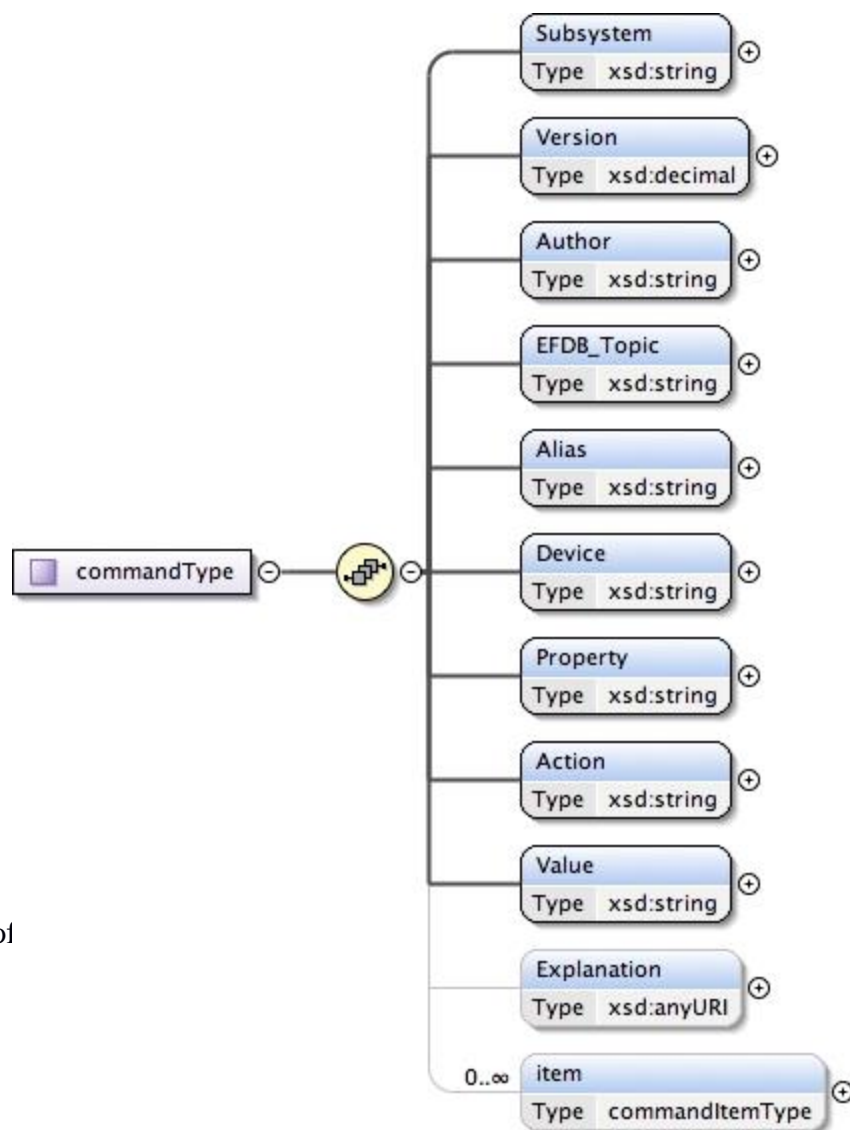 Subsystem
Type xsd:string
Version
Type xsd:decimal
Author
Type xsd:string
EFDB_Topic
Type xsd:string
Alias
Type xsd:string
commandType
Device
Type xsd:string
Property
Type xsd:string
Action
Type xsd:string
Value
Type xsd:string
of
Explanation
Type xsd:anyURI
0..∞
item
Type commandItemType